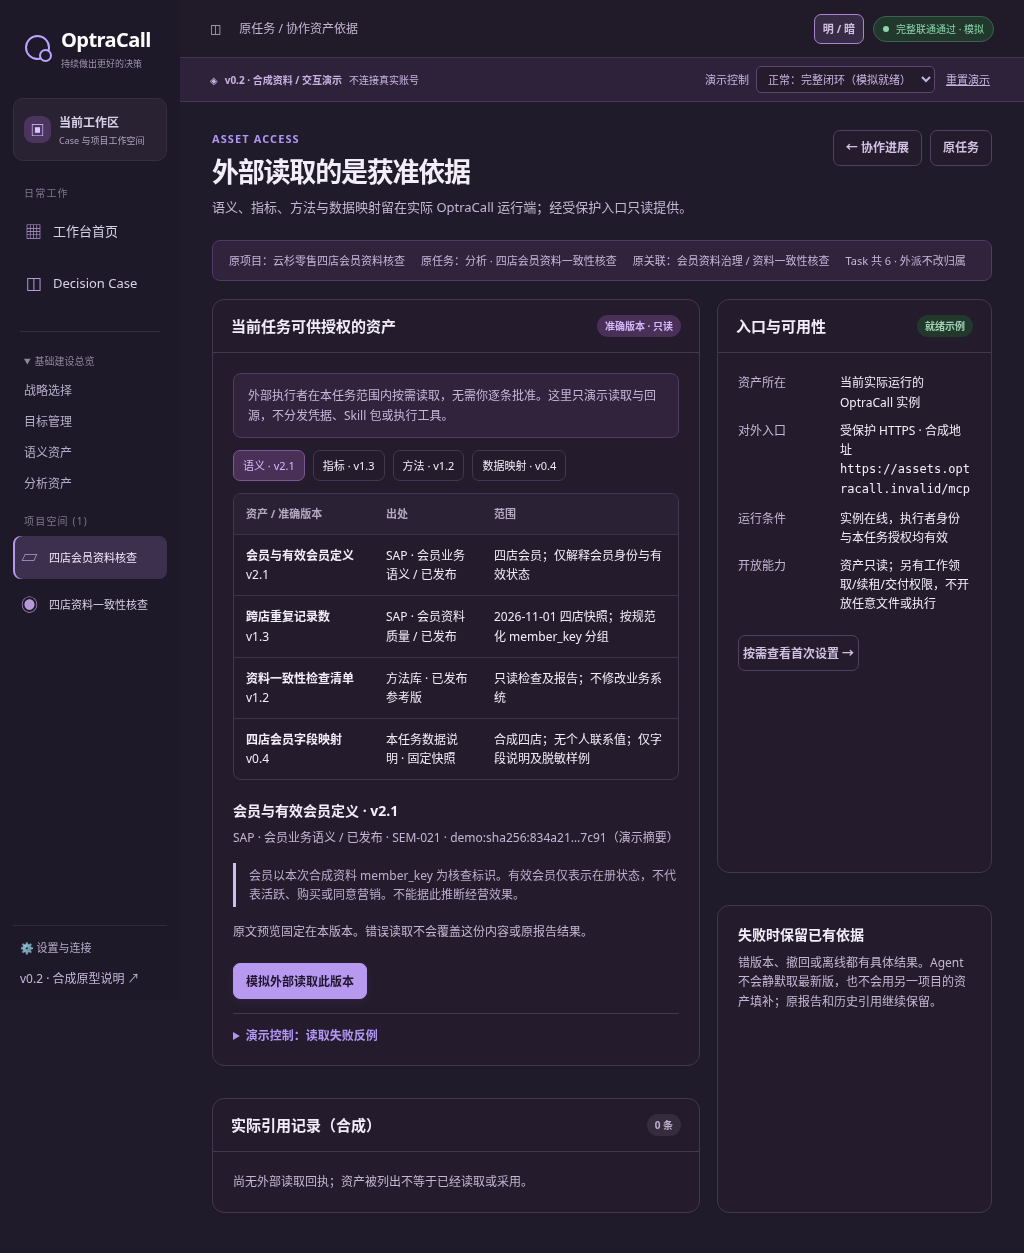 OptraCall
持续做出更好的决策
当前工作区
Case 与项目工作空间
日常工作
工作台首页
Decision Case
▼ 基础建设总览
战略选择
目标管理
语义资产
分析资产
项目空间 (1)
四店会员资料核查
四店资料一致性核查
设置与连接
v0.2 · 合成原型说明 ↗
原任务 / 协作资产依据
明 / 暗
完整联通通过 · 模拟
v0.2 · 合成资料 / 交互演示 不连接真实账号
演示控制 正常：完整闭环（模拟就绪） 重置演示
ASSET ACCESS
外部读取的是获准依据
语义、指标、方法与数据映射留在实际 OptraCall 运行端；经受保护入口只读提供。
← 协作进展
原任务
原项目：云杉零售四店会员资料核查 原任务：分析 · 四店会员资料一致性核查 原关联：会员资料治理 / 资料一致性核查 Task 共 6 · 外派不改归属
当前任务可供授权的资产
准确版本 · 只读
外部执行者在本任务范围内按需读取，无需你逐条批准。这里只演示读取与回
源，不分发凭据、Skill 包或执行工具。
语义 · v2.1 指标 · v1.3 方法 · v1.2 数据映射 · v0.4
资产 / 准确版本 出处 范围
会员与有效会员定义 SAP · 会员业务 四店会员；仅解释会员身份与有
v2.1 语义 / 已发布 效状态
跨店重复记录数 SAP · 会员资料 2026-11-01 四店快照；按规范
v1.3 质量 / 已发布 化 member_key 分组
资料一致性检查清单 方法库 · 已发布 只读检查及报告；不修改业务系
v1.2 参考版 统
四店会员字段映射 本任务数据说 合成四店；无个人联系值；仅字
v0.4 明 · 固定快照 段说明及脱敏样例
会员与有效会员定义 · v2.1
SAP · 会员业务语义 / 已发布 · SEM-021 · demo:sha256:834a21...7c91（演示摘要）
会员以本次合成资料 member_key 为核查标识。有效会员仅表示在册状态，不代
表活跃、购买或同意营销。不能据此推断经营效果。
原文预览固定在本版本。错误读取不会覆盖这份内容或原报告结果。
模拟外部读取此版本
▶ 演示控制：读取失败反例
实际引用记录（合成）
0 条
尚无外部读取回执；资产被列出不等于已经读取或采用。
入口与可用性
就绪示例
资产所在 当前实际运行的
OptraCall 实例
对外入口 受保护 HTTPS · 合成地
址
https://assets.opt
racall.invalid/mcp
运行条件 实例在线，执行者身份
与本任务授权均有效
开放能力 资产只读；另有工作领
取/续租/交付权限，不开
放任意文件或执行
按需查看首次设置 →
失败时保留已有依据
错版本、撤回或离线都有具体结果。Agent
不会静默取最新版，也不会用另一项目的资
产填补；原报告和历史引用继续保留。